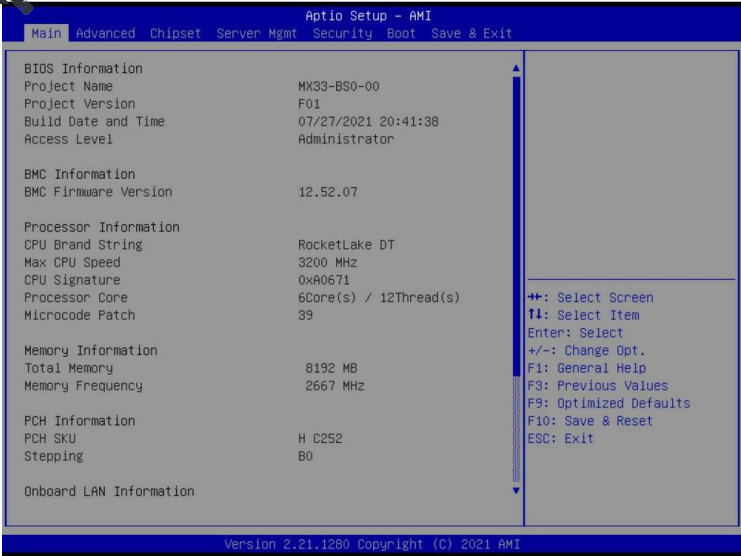 Aptio Setup – AMI
Main Advanced Chipset Server Mgmt Security Boot Save & Exit
BIOS Information
Project Name MX33-BS0-00
Project Version F01
Build Date and Time 07/27/2021 20:41:38
Access Level Administrator
BMC Information
BMC Firmware Version 12.52.07
Processor Information
CPU Brand String RocketLake DT
Max CPU Speed 3200 MHz
CPU Signature 0xA0671
Processor Core 6Core(s) / 12Thread(s)
Microcode Patch 39
Memory Information
Total Memory 8192 MB
Memory Frequency 2667 MHz
PCH Information
PCH SKU H C252
Stepping B0
Onboard LAN Information
→←: Select Screen
↑↓: Select Item
Enter: Select
+/-: Change Opt.
F1: General Help
F3: Previous Values
F9: Optimized Defaults
F10: Save & Reset
ESC: Exit
Version 2.21.1280 Copyright (C) 2021 AMI